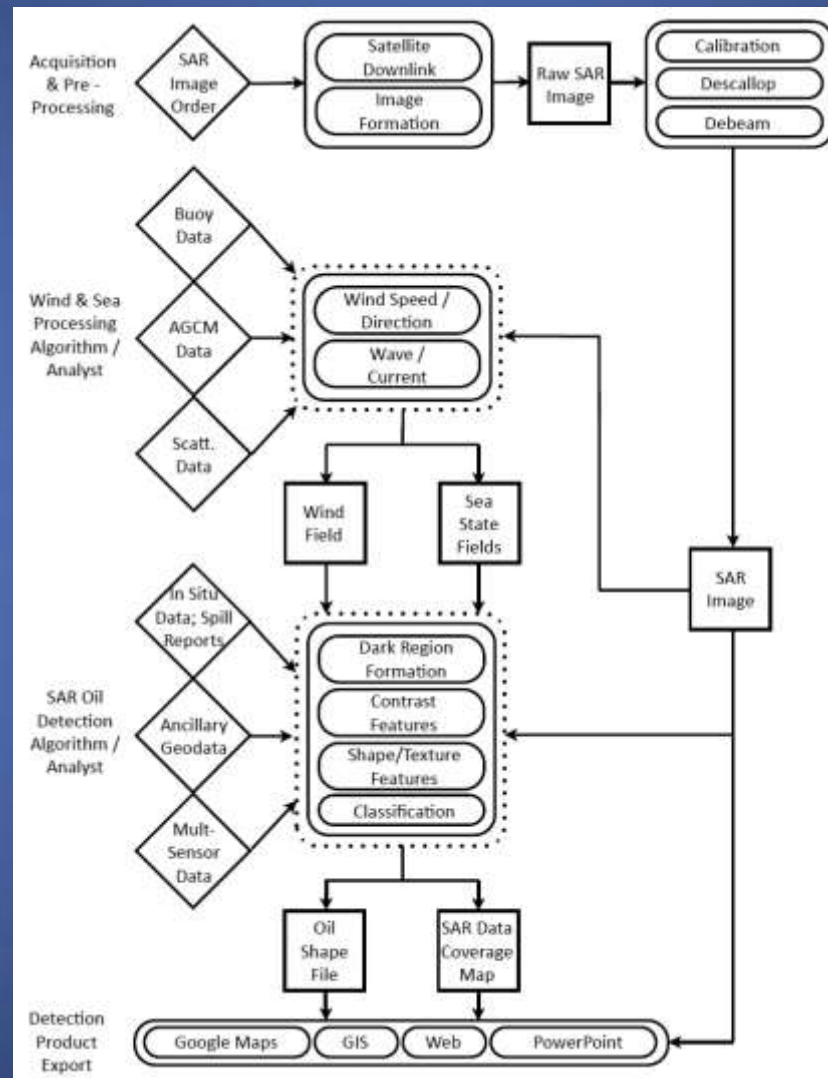 Acquisition
& Pre -
Processing
SAR
Image
Order
Satellite
Downlink
Image
Formation
Raw SAR
Image
Calibration
Descallop
Debeam
Wind & Sea
Processing
Algorithm /
Analyst
Buoy
Data
AGCM
Data
Scatt.
Data
Wind Speed /
Direction
Wave /
Current
Wind
Field
Sea
State
Fields
SAR
Image
SAR Oil
Detection
Algorithm /
Analyst
In Situ
Data; Spill
Reports
Ancillary
Geodata
Mult-
Sensor
Data
Dark Region
Formation
Contrast
Features
Shape/Texture
Features
Classification
Oil
Shape
File
SAR Data
Coverage
Map
Detection
Product
Export
Google Maps
GIS
Web
PowerPoint